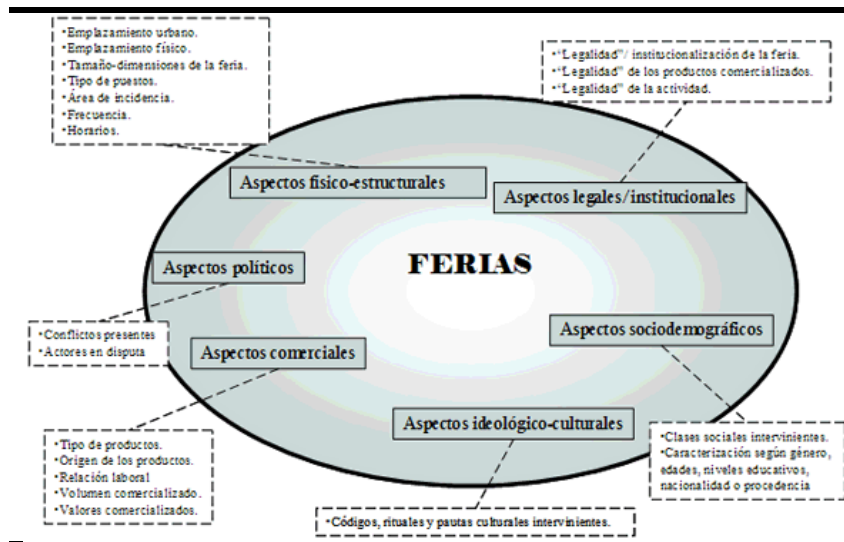 •Emplazamiento urbano.
•Emplazamiento físico.
•Tamaño-dimensiones de la feria.
•Tipo de puestos.
•Área de incidencia.
•Frecuencia.
•Horarios.
•"Legalidad"/ institucionalización de la feria.
•"Legalidad" de los productos comercializados.
•"Legalidad" de la actividad.
Aspectos físico-estructurales
Aspectos legales/institucionales
FERIAS
Aspectos políticos
•Conflictos presentes
•Actores en disputa
Aspectos sociodemográficos
Aspectos comerciales
Aspectos ideológico-culturales
•Tipo de productos.
•Origen de los productos.
•Relación laboral
•Volumen comercializado.
•Valores comercializados.
•Clases sociales intervinientes.
•Caracterización según género,
edades, niveles educativos,
nacionalidad o procedencia
•Códigos, rituales y pautas culturales intervinientes.